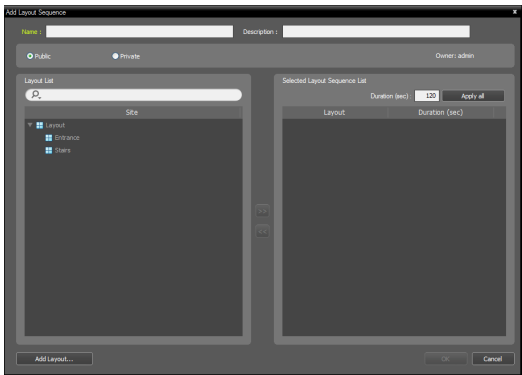 Add Layout Sequence x
Name : Description :
Public Private Owner: admin
Layout List Selected Layout Sequence List
Duration (sec) : 120 Apply all
Site Layout Duration (sec)
Layout
Entrance
Stairs
>>
<<
Add Layout... OK Cancel